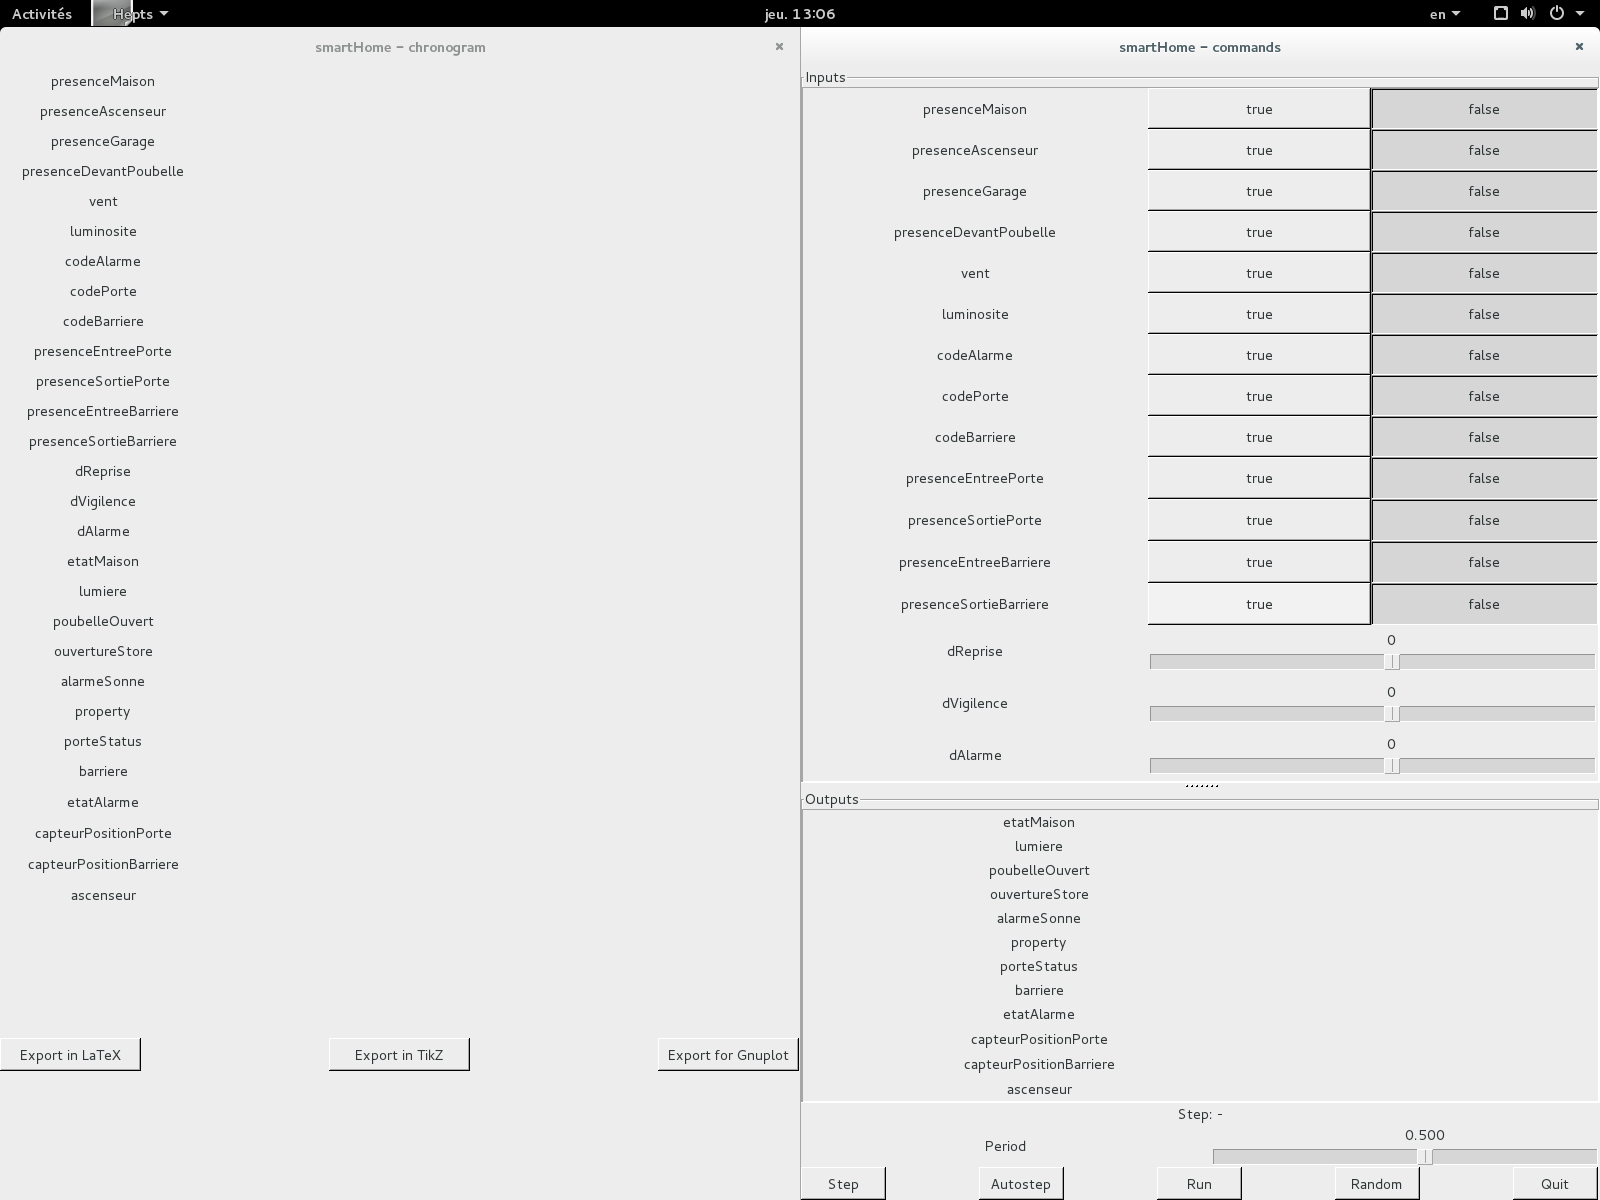 Activités
Hepts
jeu. 13:06
en
smartHome – chronogram
×
presenceMaison
presenceAscenseur
presenceGarage
presenceDevantPoubelle
vent
luminosite
codeAlarme
codePorte
codeBarriere
presenceEntreePorte
presenceSortiePorte
presenceEntreeBarriere
presenceSortieBarriere
dReprise
dVigilence
dAlarme
etatMaison
lumiere
poubelleOuvert
ouvertureStore
alarmeSonne
property
porteStatus
barriere
etatAlarme
capteurPositionPorte
capteurPositionBarriere
ascenseur
Export in LaTeX
Export in TikZ
Export for Gnuplot
smartHome – commands
×
Inputs
presenceMaison true false
presenceAscenseur true false
presenceGarage true false
presenceDevantPoubelle true false
vent true false
luminosite true false
codeAlarme true false
codePorte true false
codeBarriere true false
presenceEntreePorte true false
presenceSortiePorte true false
presenceEntreeBarriere true false
presenceSortieBarriere true false
0
dReprise
0
dVigilence
0
dAlarme
Outputs
etatMaison
lumiere
poubelleOuvert
ouvertureStore
alarmeSonne
property
porteStatus
barriere
etatAlarme
capteurPositionPorte
capteurPositionBarriere
ascenseur
Step: -
0.500
Period
Step
Autostep
Run
Random
Quit